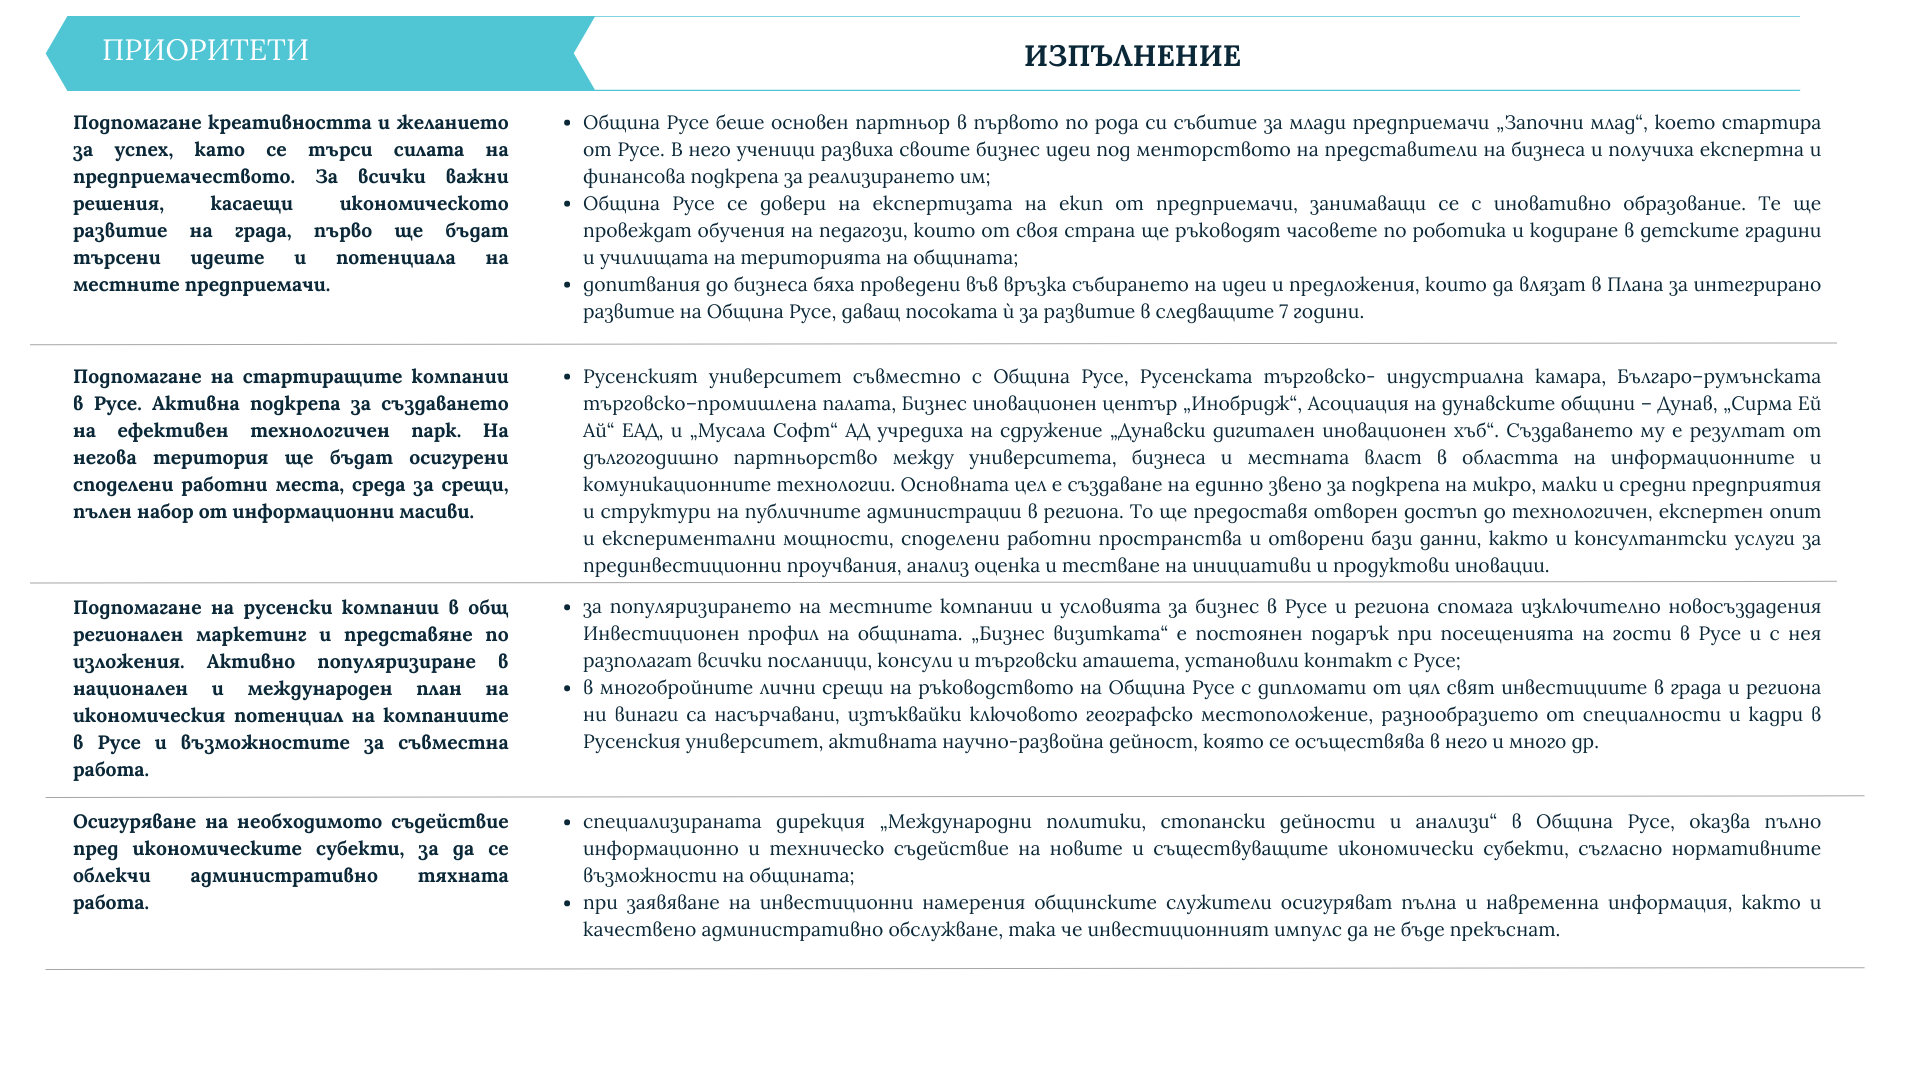 ПРИОРИТЕТИ
ИЗПЪЛНЕНИЕ
Подпомагане креативността и желанието
за успех, като се търси силата на
предприемачеството. За всички важни
решения, касаещи икономическото
развитие на града, първо ще бъдат
търсени идеите и потенциала на
местните предприемачи.
• Община Русе беше основен партньор в първото по рода си събитие за млади предприемачи „Започни млад“, което стартира
от Русе. В него ученици развиха своите бизнес идеи под менторството на представители на бизнеса и получиха експертна и
финансова подкрепа за реализирането им;
• Община Русе се довери на експертизата на екип от предприемачи, занимаващи се с иновативно образование. Те ще
провеждат обучения на педагози, които от своя страна ще ръководят часовете по роботика и кодиране в детските градини
и училищата на територията на общината;
• допитвания до бизнеса бяха проведени във връзка събирането на идеи и предложения, които да влязат в Плана за интегрирано
развитие на Община Русе, даващ посоката ѝ за развитие в следващите 7 години.
Подпомагане на стартиращите компании
в Русе. Активна подкрепа за създаването
на ефективен технологичен парк. На
негова територия ще бъдат осигурени
споделени работни места, среда за срещи,
пълен набор от информационни масиви.
• Русенският университет съвместно с Община Русе, Русенската търговско- индустриална камара, Българо–румънската
търговско–промишлена палата, Бизнес иновационен център „Инобридж“, Асоциация на дунавските общини – Дунав, „Сирма Ей
Ай“ ЕАД, и „Мусала Софт“ АД учредиха на сдружение „Дунавски дигитален иновационен хъб“. Създаването му е резултат от
дългогодишно партньорство между университета, бизнеса и местната власт в областта на информационните и
комуникационните технологии. Основната цел е създаване на единно звено за подкрепа на микро, малки и средни предприятия
и структури на публичните администрации в региона. То ще предоставя отворен достъп до технологичен, експертен опит
и експериментални мощности, споделени работни пространства и отворени бази данни, както и консултантски услуги за
прединвестиционни проучвания, анализ оценка и тестване на инициативи и продуктови иновации.
Подпомагане на русенски компании в общ
регионален маркетинг и представяне по
изложения. Активно популяризиране в
национален и международен план на
икономическия потенциал на компаниите
в Русе и възможностите за съвместна
работа.
• за популяризирането на местните компании и условията за бизнес в Русе и региона спомага изключително новосъздадения
Инвестиционен профил на общината. „Бизнес визитката“ е постоянен подарък при посещенията на гости в Русе и с нея
разполагат всички посланици, консули и търговски аташета, установили контакт с Русе;
• в многобройните лични срещи на ръководството на Община Русе с дипломати от цял свят инвестициите в града и региона
ни винаги са насърчавани, изтъквайки ключовото географско местоположение, разнообразието от специалности и кадри в
Русенския университет, активната научно-развойна дейност, която се осъществява в него и много др.
Осигуряване на необходимото съдействие
пред икономическите субекти, за да се
облекчи административно тяхната
работа.
• специализираната дирекция „Международни политики, стопански дейности и анализи“ в Община Русе, оказва пълно
информационно и техническо съдействие на новите и съществуващите икономически субекти, съгласно нормативните
възможности на общината;
• при заявяване на инвестиционни намерения общинските служители осигуряват пълна и навременна информация, както и
качествено административно обслужване, така че инвестиционният импулс да не бъде прекъснат.